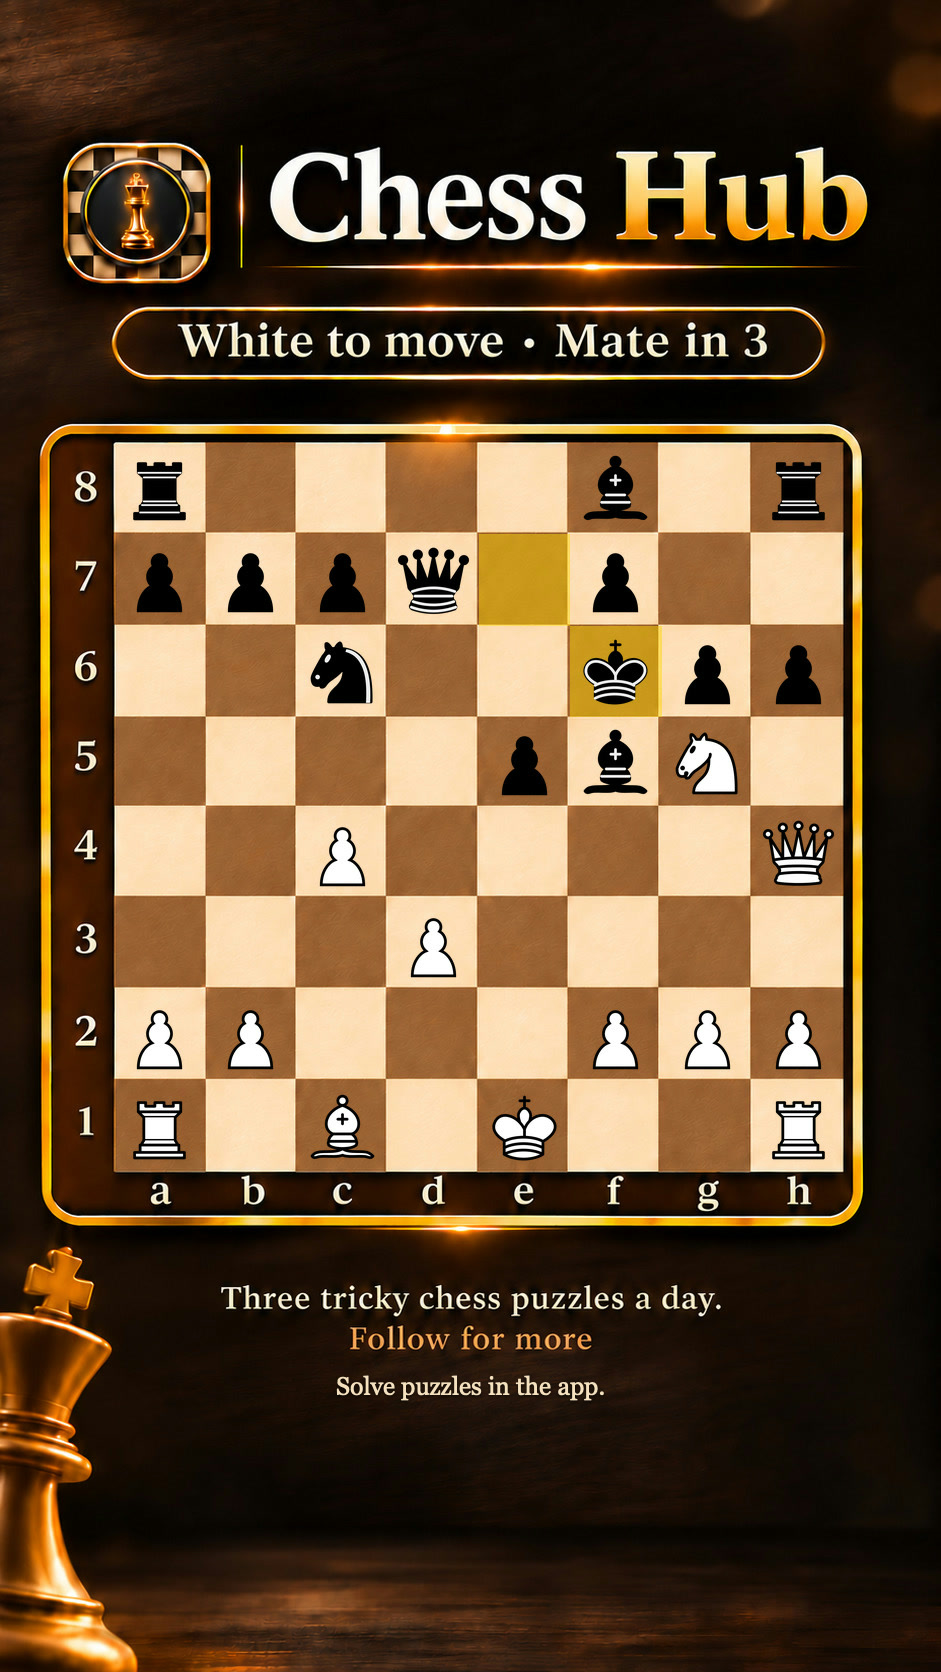 Chess Hub
White to move • Mate in 3
8
7
6
5
4
3
2
1
a b c d e f g h
Three tricky chess puzzles a day.
Follow for more
Solve puzzles in the app.